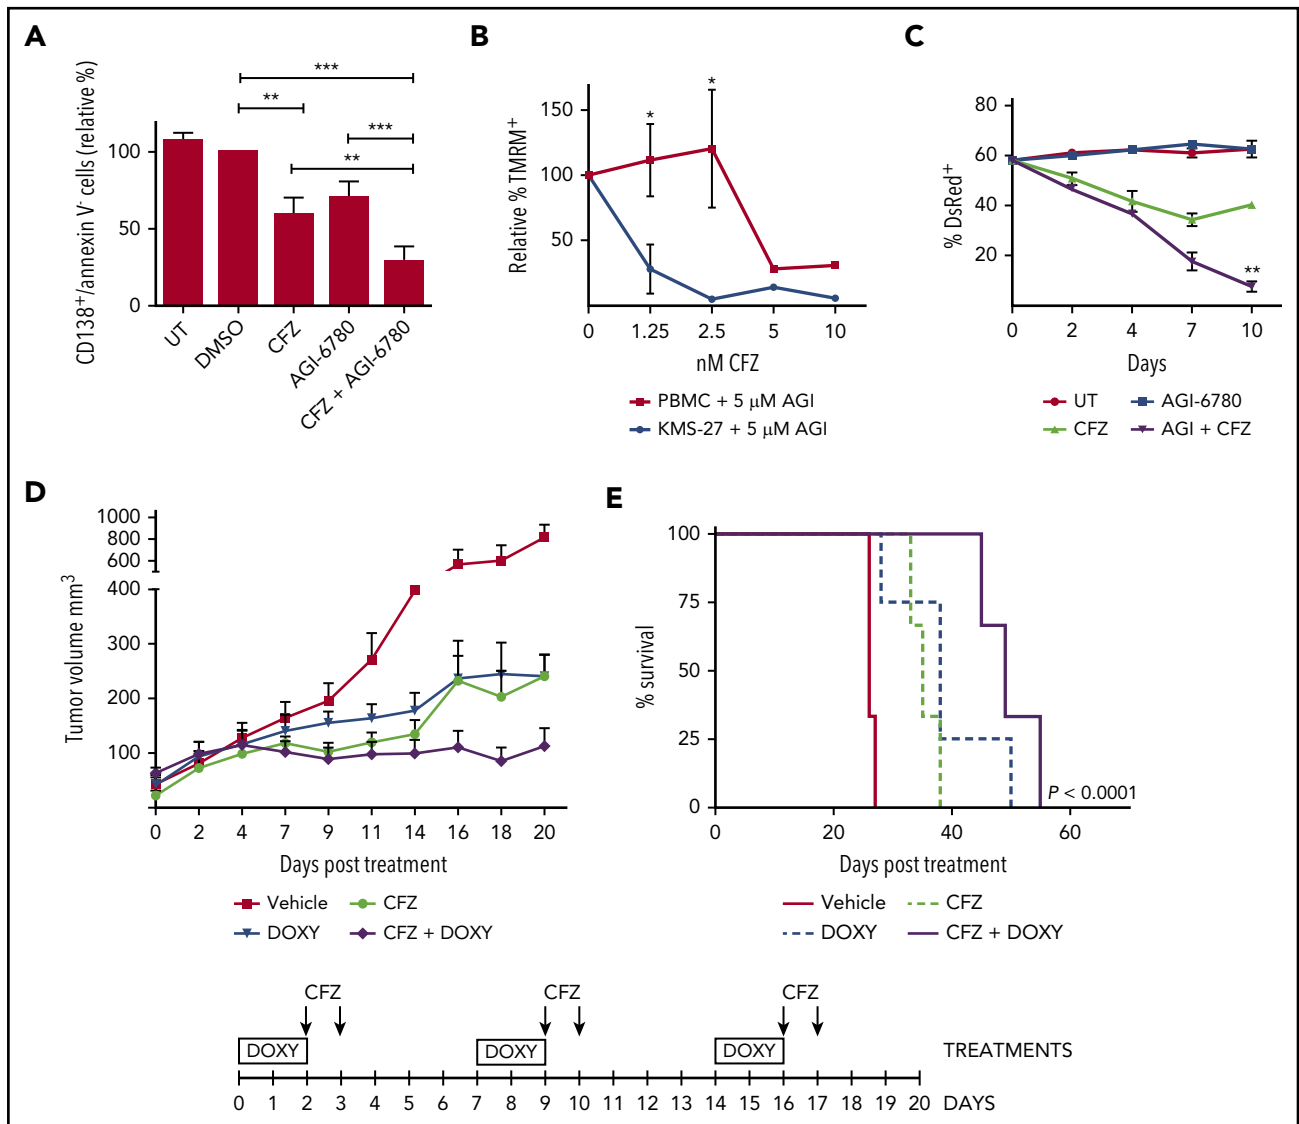 A
CD138⁺⁺/annexin V⁻ cells (relative %)
100
50
0
***
**
***
**
UT
DMSO
CFZ
AGI-6780
CFZ + AGI-6780
B
Relative % TMRM⁺
150
100
50
*
*
0 1.25 2.5 5 10
nM CFZ
PBMC + 5 μM AGI
KMS-27 + 5 μM AGI
C
% DsRed⁺
80
60
40
20
**
0 2 4 7 10
Days
UT AGI-6780
CFZ AGI + CFZ
D
Tumor volume mm³
1000
800
600
400
300
200
100
0 2 4 7 9 11 14 16 18 20
Days post treatment
Vehicle CFZ
DOXY CFZ + DOXY
E
% survival
100
75
50
25
0
P < 0.0001
0 20 40 60
Days post treatment
Vehicle CFZ
DOXY CFZ + DOXY
CFZ CFZ CFZ
DOXY DOXY DOXY TREATMENTS
0 1 2 3 4 5 6 7 8 9 10 11 12 13 14 15 16 17 18 19 20 DAYS